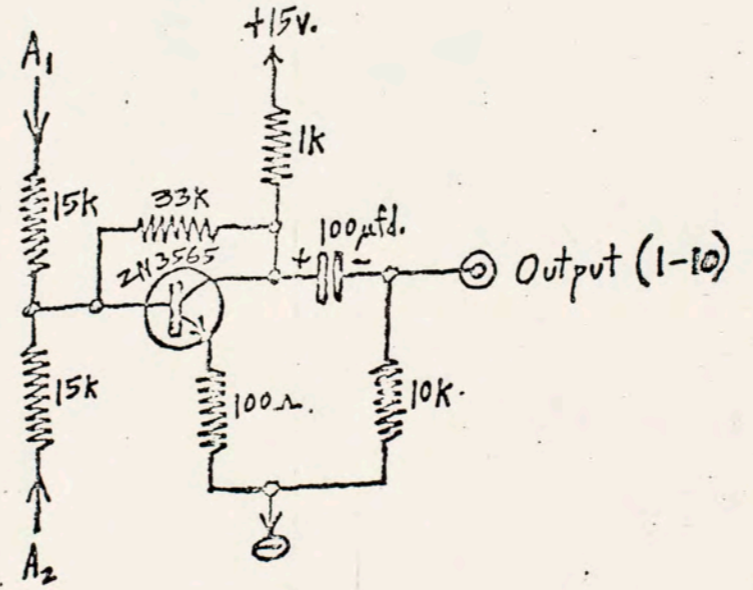 +15v.
A₁
1k
15k
33k
2N3565
100μfd.
+ -
Output (1-10)
15k
100Ω.
10k.
A₂